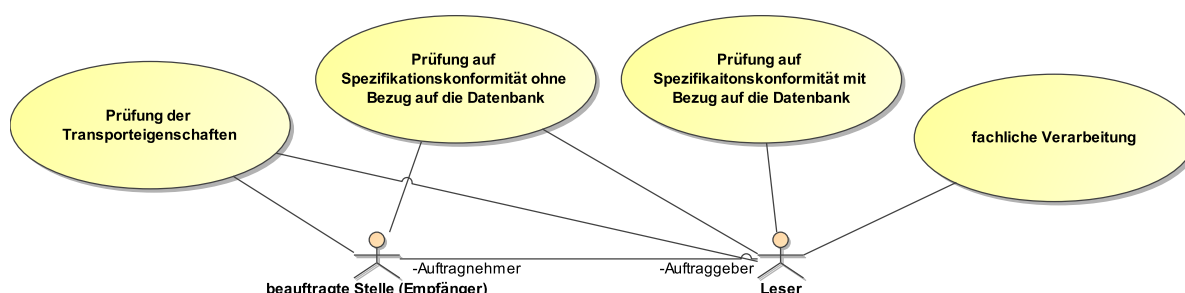 Prüfung auf
Spezifikationskonformität ohne
Bezug auf die Datenbank
Prüfung auf
Spezifikaitonskonformität mit
Bezug auf die Datenbank
Prüfung der
Transporteigenschaften
fachliche Verarbeitung
-Auftragnehmer
-Auftraggeber
beauftragte Stelle (Empfänger)
Leser